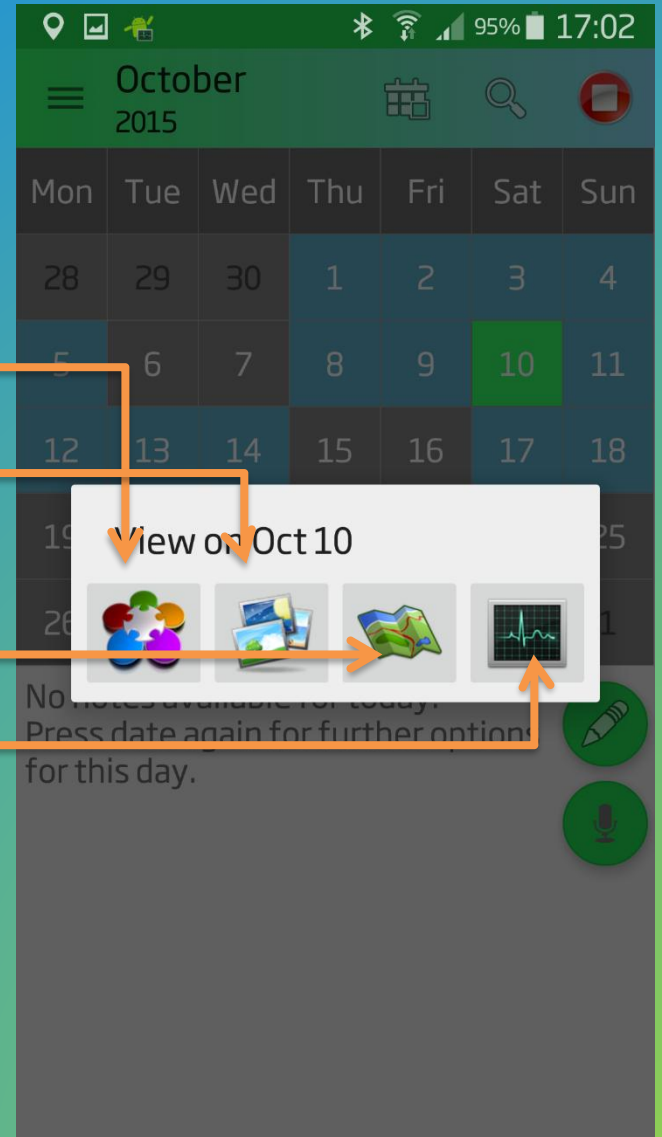 95% 17:02
October
2015
Mon Tue Wed Thu Fri Sat Sun
28 29 30 1 2 3 4
5 6 7 8 9 10 11
12 13 14 15 16 17 18
View on Oct 10
No notes available for today.
Press date again for further options
for this day.